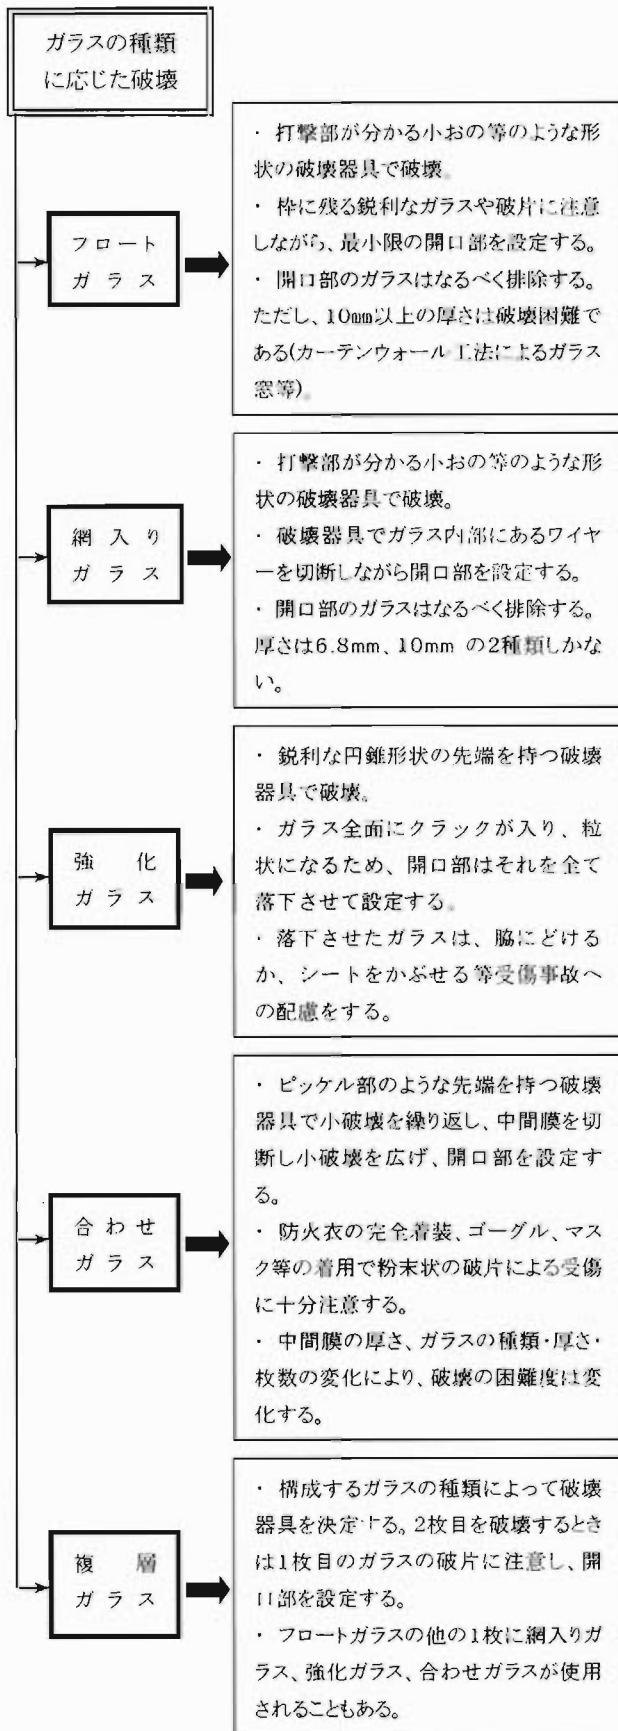 ガラスの種類
に応じた破壊
フロート
ガラス
・ 打撃部が分かる小おの等のような形
状の破壊器具で破壊。
・ 枠に残る鋭利なガラスや破片に注意
しながら、最小限の開口部を設定する。
・ 開口部のガラスはなるべく排除する。
ただし、10mm以上の厚さは破壊困難で
ある(カーテンウォール工法によるガラス
窓等)。
網入り
ガラス
・ 打撃部が分かる小おの等のような形
状の破壊器具で破壊。
・ 破壊器具でガラス内部にあるワイヤ
ーを切断しながら開口部を設定する。
・ 開口部のガラスはなるべく排除する。
厚さは6.8mm、10mm の2種類しかな
い。
強化
ガラス
・ 鋭利な円錐形状の先端を持つ破壊
器具で破壊。
・ ガラス全面にクラックが入り、粒
状になるため、開口部はそれを全て
落下させて設定する。
・ 落下させたガラスは、脇にどける
か、シートをかぶせる等受傷事故へ
の配慮をする。
合わせ
ガラス
・ ピッケル部のような先端を持つ破壊
器具で小破壊を繰り返し、中間膜を切
断し小破壊を広げ、開口部を設定す
る。
・ 防火衣の完全着装、ゴーグル、マス
ク等の着用で粉末状の破片による受傷
に十分注意する。
・ 中間膜の厚さ、ガラスの種類・厚さ・
枚数の変化により、破壊の困難度は変
化する。
複層
ガラス
・ 構成するガラスの種類によって破壊
器具を決定する。2枚目を破壊するとき
は1枚目のガラスの破片に注意し、開
口部を設定する。
・ フロートガラスの他の1枚に網入りガ
ラス、強化ガラス、合わせガラスが使用
されることもある。